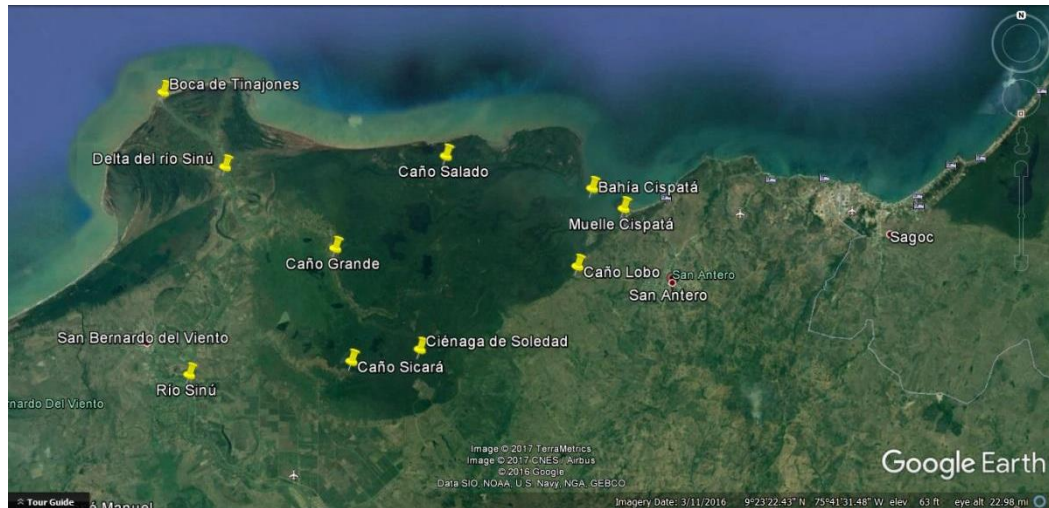 N
Boca de Tinajones
Delta del río Sinú
Caño Salado
Bahía Cispatá
Muelle Cispatá
Sagoc
Caño Grande
Caño Lobo
San Antero
San Antero
San Bernardo del Viento
Ciénaga de Soledad
Caño Sicará
Río Sinú
rnardo Del Viento
Image © 2017 TerraMetrics
Image © 2017 CNES / Airbus
© 2016 Google
Data SIO, NOAA, U.S. Navy, NGA, GEBCO
Google Earth
Tour Guide
é Manuel
Imagery Date: 3/11/2016 9°23'22.43" N 75°41'31.48" W elev 63 ft eye alt 22.98 mi